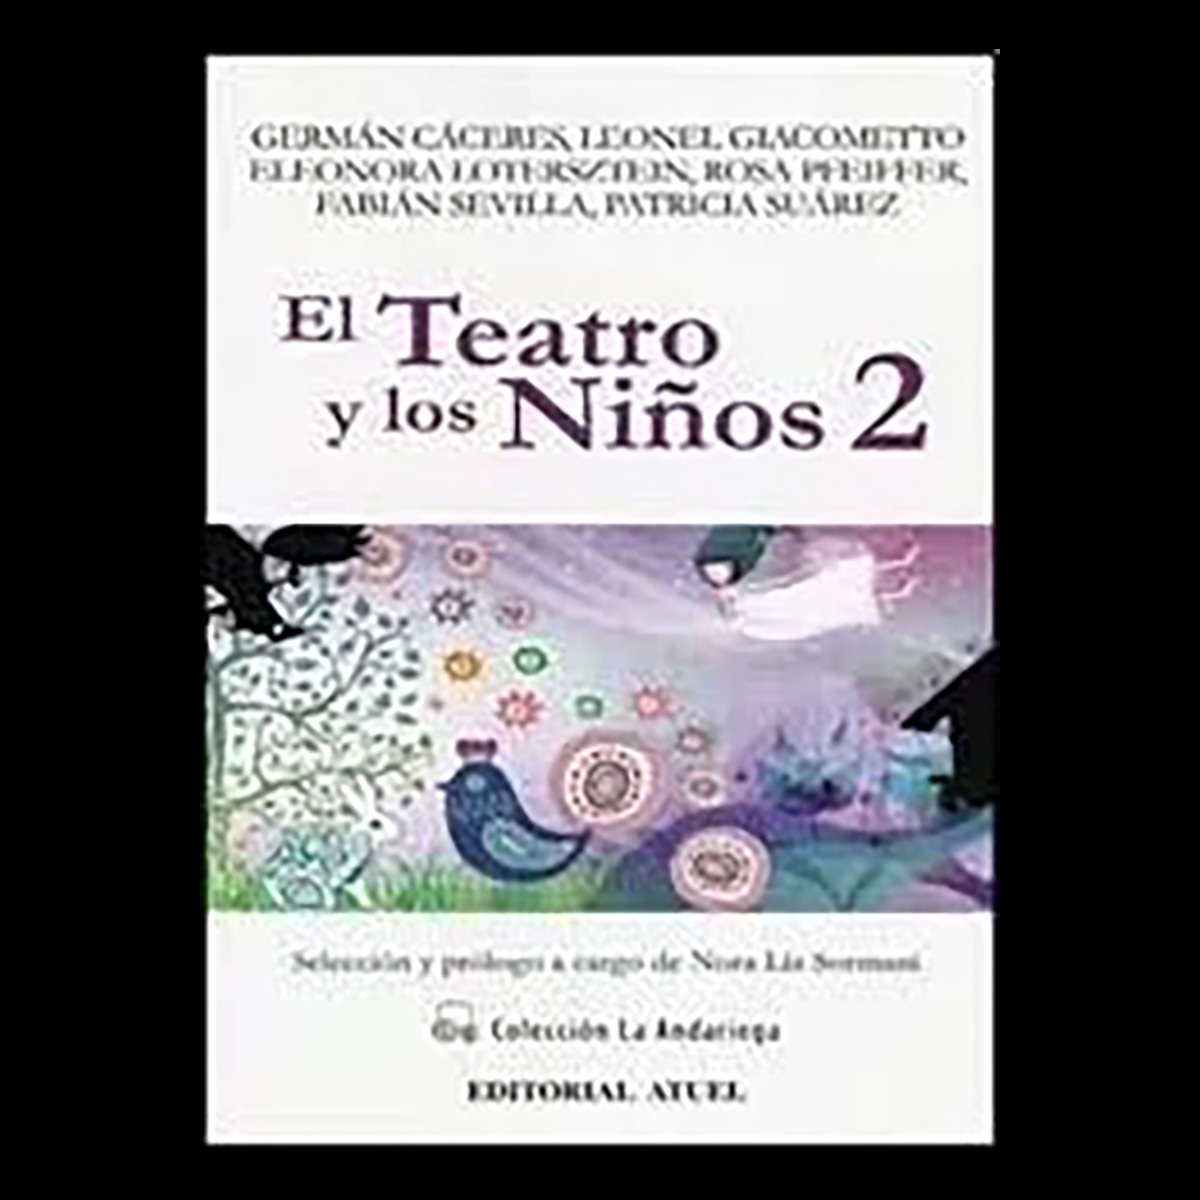 GERMÁN CÁCERES, LEONEL GIACOMETTO
ELEONORA LOTERSZTEIN, ROSA PFEIFFER,
FABIÁN SEVILLA, PATRICIA SUÁREZ
El Teatro
y los Niños 2
Selección y prólogo a cargo de Nora Lía Sormani
Colección La Andariega
EDITORIAL ATUEL